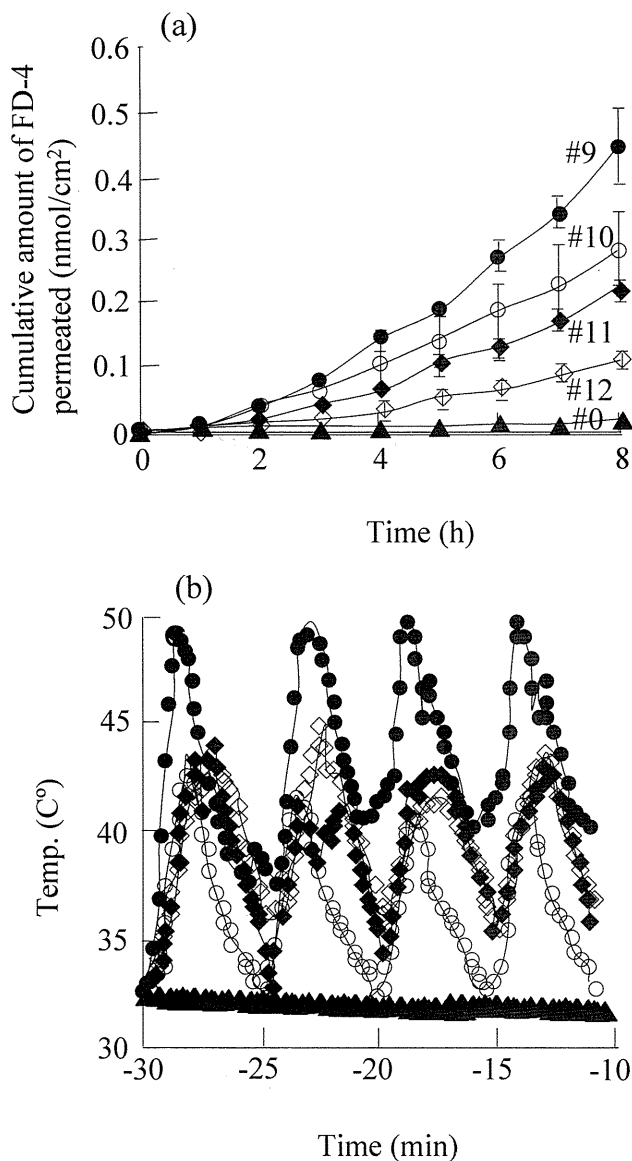 (a)
Cumulative amount of FD-4
permeated (nmol/cm²)
0.6
0.5
0.4
0.3
0.2
0.1
0
#9
#10
#11
#12
#0
0 2 4 6 8
Time (h)
(b)
Temp. (Cº)
50
45
40
35
30
-30 -25 -20 -15 -10
Time (min)